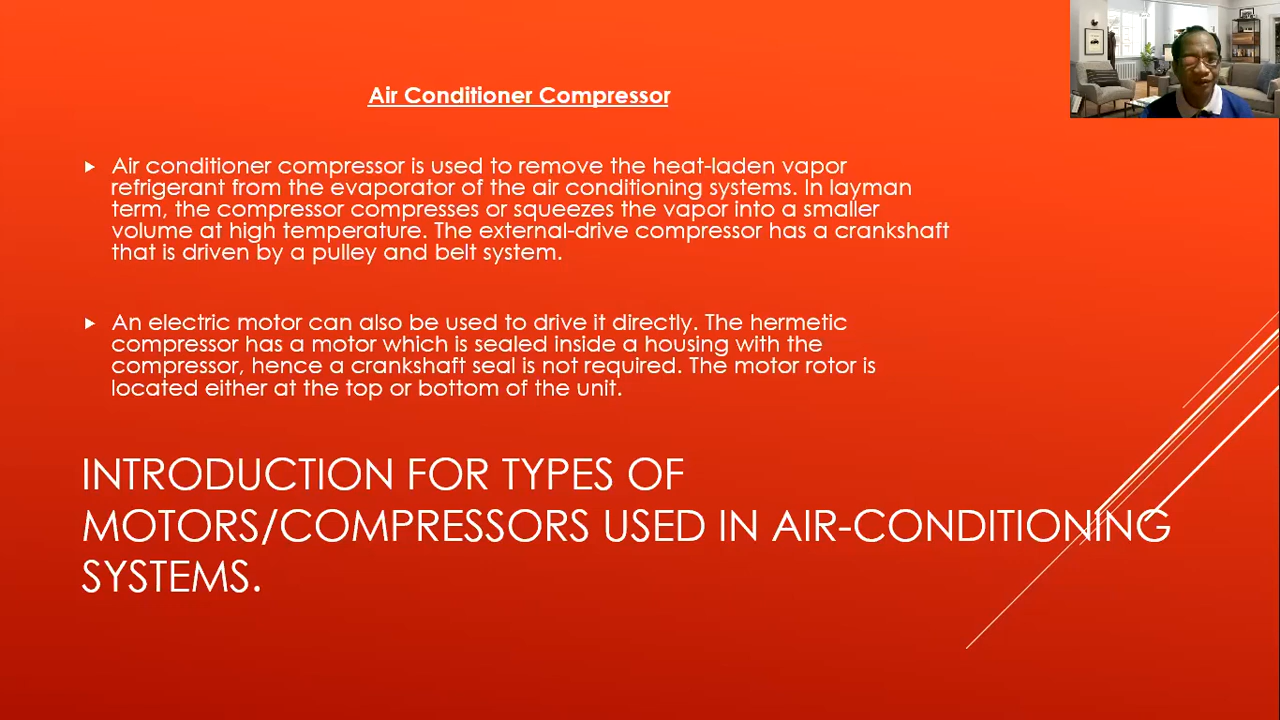 Air Conditioner Compressor
Air conditioner compressor is used to remove the heat-laden vapor
refrigerant from the evaporator of the air conditioning systems. In layman
term, the compressor compresses or squeezes the vapor into a smaller
volume at high temperature. The external-drive compressor has a crankshaft
that is driven by a pulley and belt system.
An electric motor can also be used to drive it directly. The hermetic
compressor has a motor which is sealed inside a housing with the
compressor, hence a crankshaft seal is not required. The motor rotor is
located either at the top or bottom of the unit.
INTRODUCTION FOR TYPES OF
MOTORS/COMPRESSORS USED IN AIR-CONDITIONING
SYSTEMS.